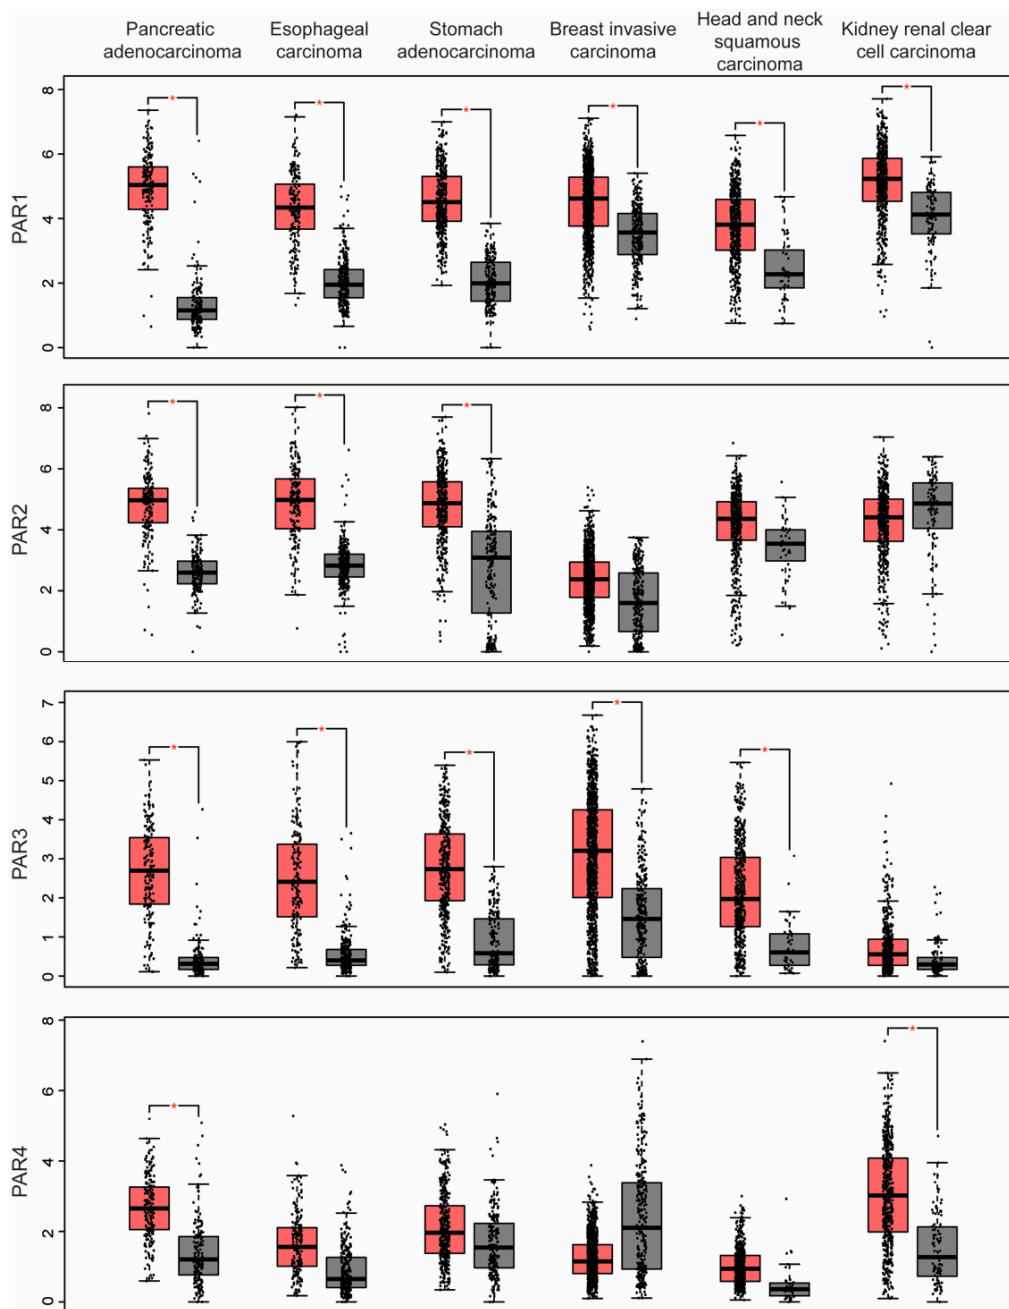 Pancreatic
adenocarcinoma
Esophageal
carcinoma
Stomach
adenocarcinoma
Breast invasive
carcinoma
Head and neck
squamous
carcinoma
Kidney renal clear
cell carcinoma
PAR1
8
6
4
2
0
* * * * * *
PAR2
8
6
4
2
0
* * *
PAR3
7
6
5
4
3
2
1
0
* * * * *
PAR4
8
6
4
2
0
* *